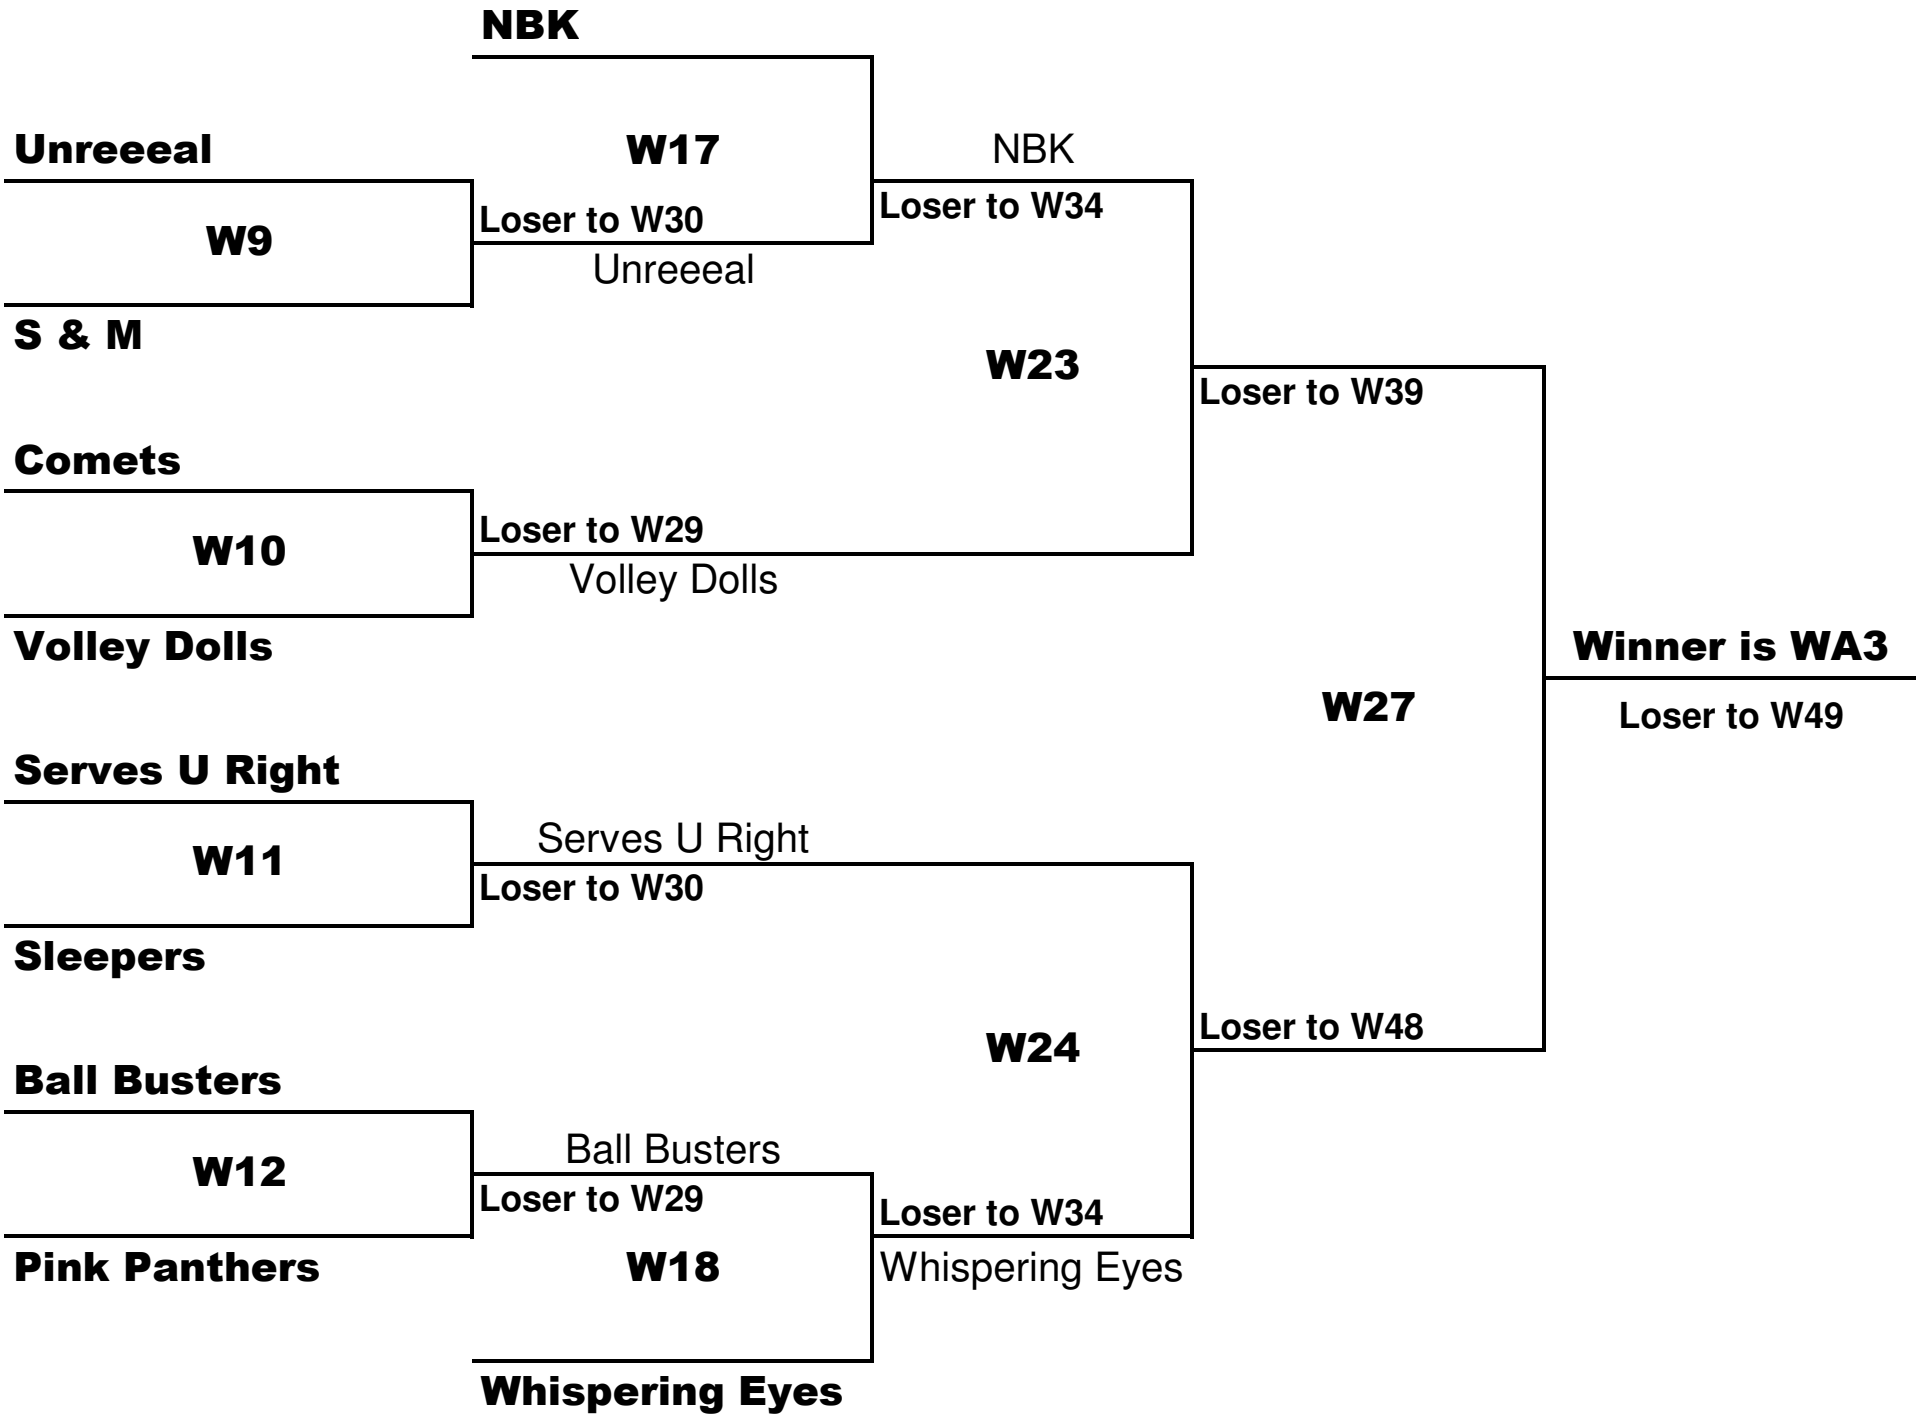 NBK
Unreeeal
W17
NBK
Loser to W30
Loser to W34
W9
Unreeeal
S & M
W23
Loser to W39
Comets
Loser to W29
W10
Volley Dolls
Volley Dolls
Winner is WA3
W27
Loser to W49
Serves U Right
Serves U Right
W11
Loser to W30
Sleepers
Loser to W48
W24
Ball Busters
Ball Busters
W12
Loser to W29
Loser to W34
Pink Panthers
W18
Whispering Eyes
Whispering Eyes